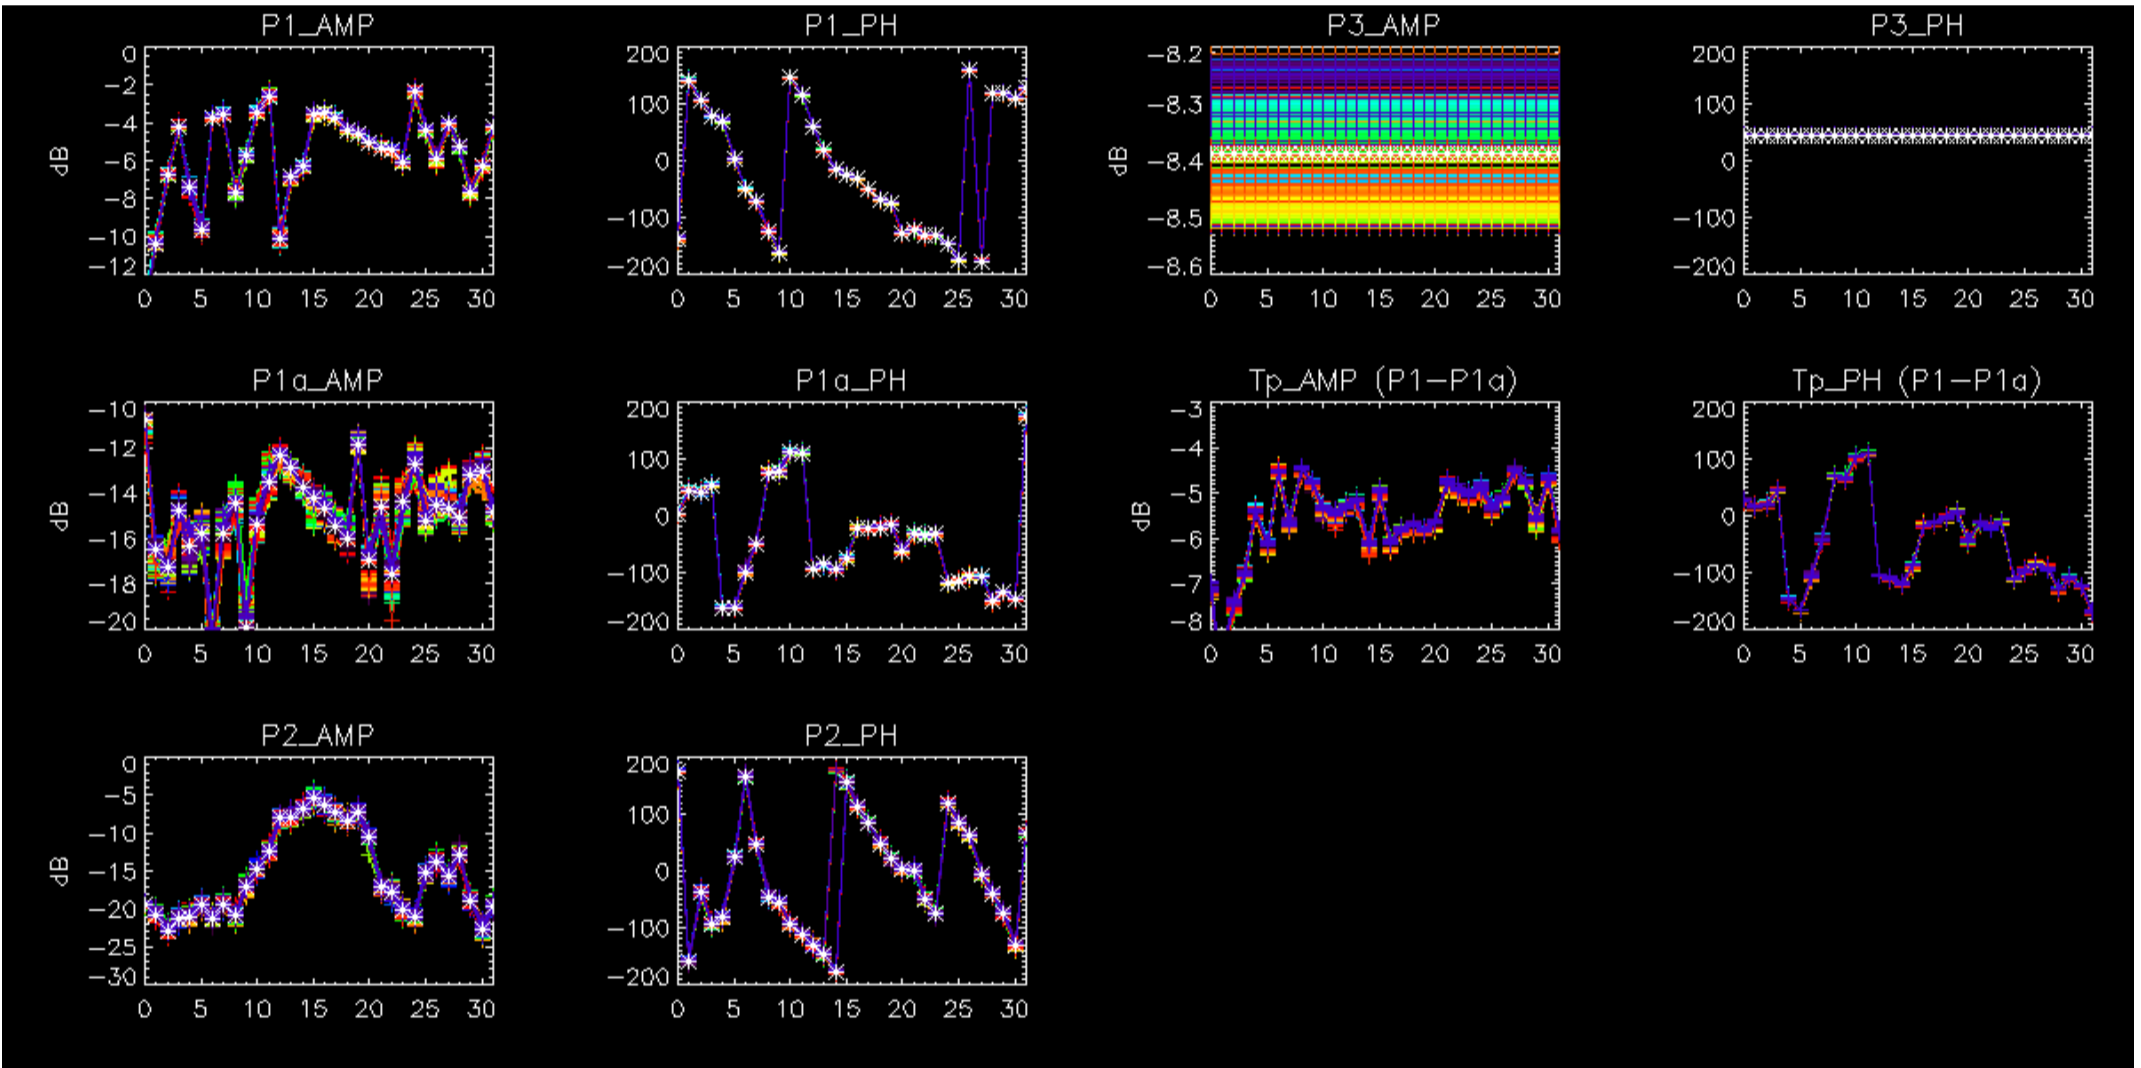 P1_AMP
P1_PH
P3_AMP
P3_PH
0
-2
-4
-6
-8
-10
-12
dB
0 5 10 15 20 25 30
200
100
0
-100
-200
0 5 10 15 20 25 30
-8.2
-8.3
-8.4
-8.5
-8.6
dB
0 5 10 15 20 25 30
200
100
0
-100
-200
0 5 10 15 20 25 30
P1a_AMP
P1a_PH
Tp_AMP (P1-P1a)
Tp_PH (P1-P1a)
-10
-12
-14
-16
-18
-20
dB
0 5 10 15 20 25 30
200
100
0
-100
-200
0 5 10 15 20 25 30
-3
-4
-5
-6
-7
-8
dB
0 5 10 15 20 25 30
200
100
0
-100
-200
0 5 10 15 20 25 30
P2_AMP
P2_PH
0
-5
-10
-15
-20
-25
-30
dB
0 5 10 15 20 25 30
200
100
0
-100
-200
0 5 10 15 20 25 30